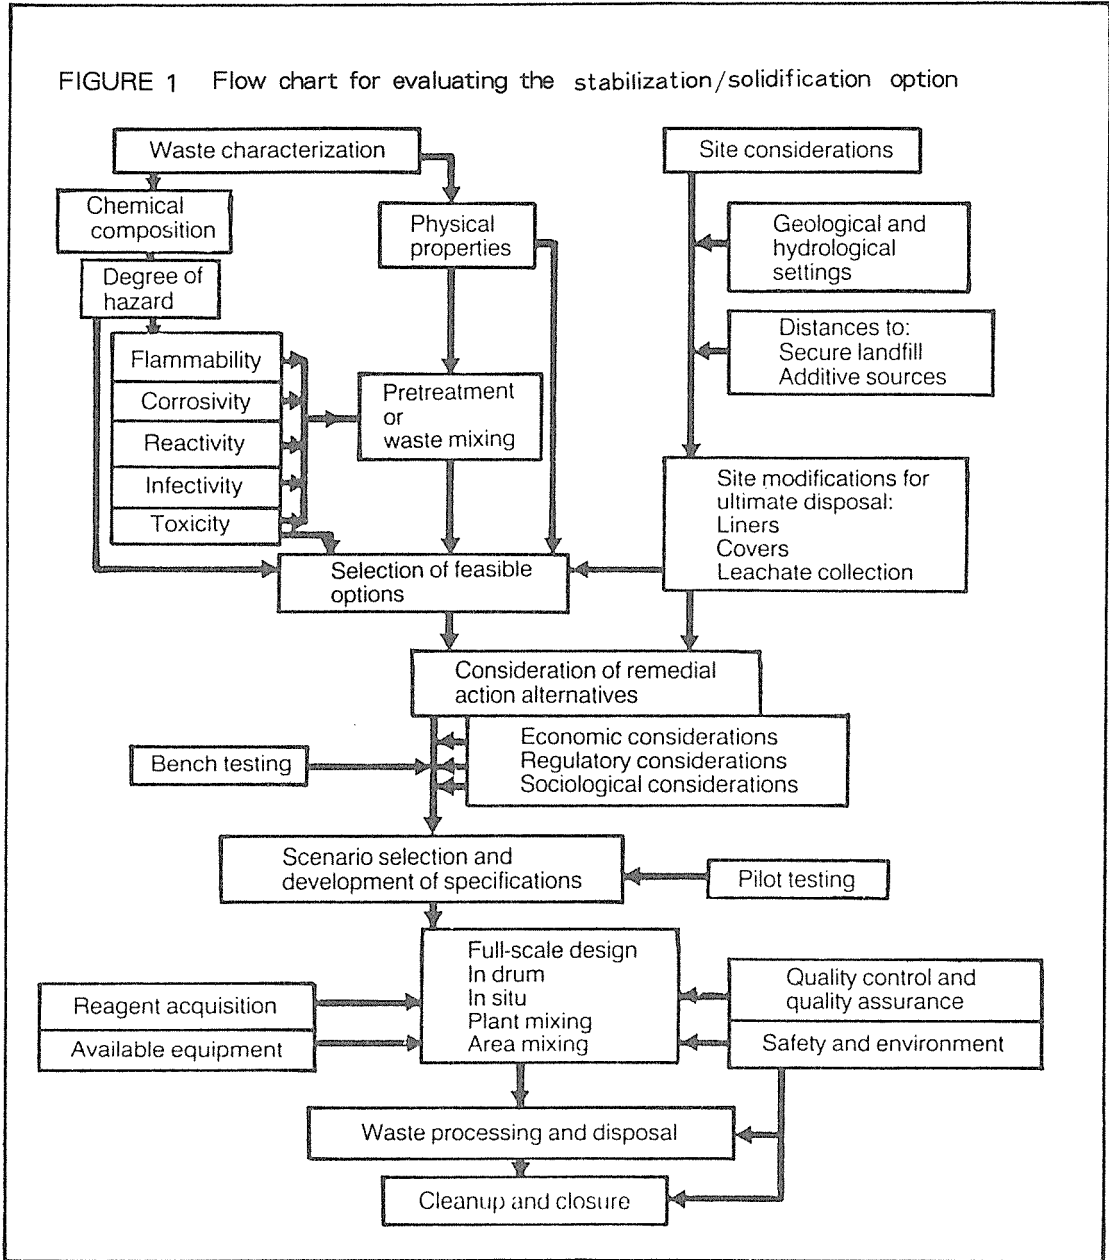 FIGURE 1 Flow chart for evaluating the stabilization/solidification option
Waste characterization
Site considerations
Chemical
composition
Physical
properties
Geological and
hydrological
settings
Degree of
hazard
Distances to:
Secure landfill
Additive sources
Flammability
Corrosivity
Reactivity
Infectivity
Toxicity
Pretreatment
or
waste mixing
Site modifications for
ultimate disposal:
Liners
Covers
Leachate collection
Selection of feasible
options
Consideration of remedial
action alternatives
Economic considerations
Regulatory considerations
Sociological considerations
Bench testing
Scenario selection and
development of specifications
Pilot testing
Full-scale design
In drum
In situ
Plant mixing
Area mixing
Reagent acquisition
Available equipment
Quality control and
quality assurance
Safety and environment
Waste processing and disposal
Cleanup and closure